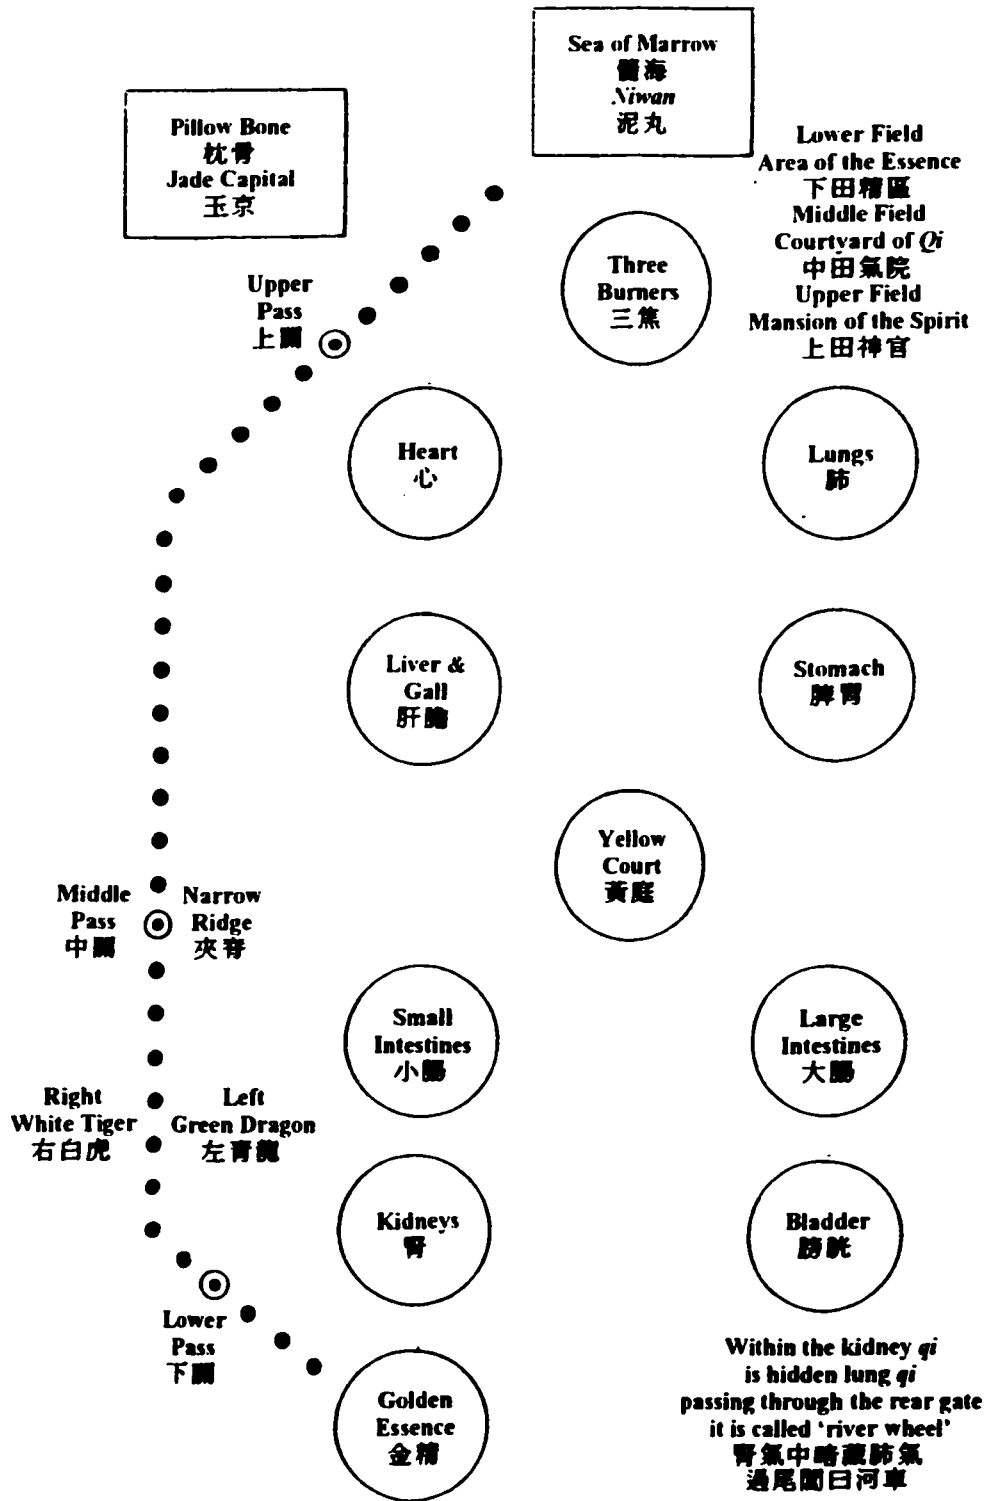 Sea of Marrow
髓海
Niwan
泥丸
Pillow Bone
枕骨
Jade Capital
玉京
Lower Field
Area of the Essence
下田精區
Middle Field
Courtyard of Qi
中田氣院
Upper Field
Mansion of the Spirit
上田神宮
Three
Burners
三焦
Upper
Pass
上關
Heart
心
Lungs
肺
Liver &
Gall
肝膽
Stomach
脾胃
Yellow
Court
黃庭
Middle
Pass
中關
Narrow
Ridge
夾脊
Small
Intestines
小腸
Large
Intestines
大腸
Right
White Tiger
右白虎
Left
Green Dragon
左青龍
Kidneys
腎
Bladder
膀胱
Lower
Pass
下關
Golden
Essence
金精
Within the kidney qi
is hidden lung qi
passing through the rear gate
it is called ‘river wheel’
腎氣中暗藏肺氣
過尾閭曰河車